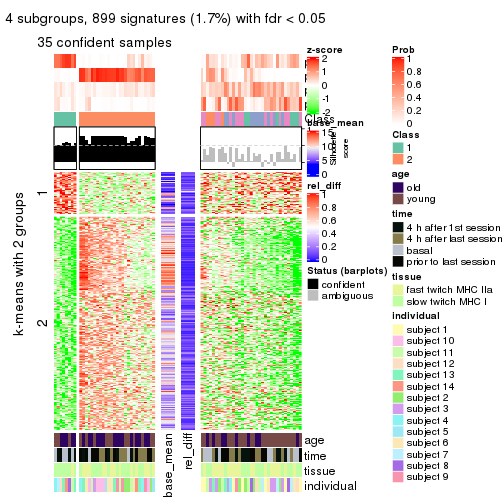 4 subgroups, 899 signatures (1.7%) with fdr < 0.05
35 confident samples
k-means with 2 groups
1
2
Class
Silhouette score
base_mean
rel_diff
age
time
tissue
individual
z-score
2
1
0
-1
-2
base_mean
15
10
5
0
rel_diff
1
0.8
0.6
0.4
0.2
0
Status (barplots)
confident
ambiguous
Prob
1
0.8
0.6
0.4
0.2
0
Class
1
2
age
old
young
time
4 h after 1st session
4 h after last session
basal
prior to last session
tissue
fast twitch MHC IIa
slow twitch MHC I
individual
subject 1
subject 10
subject 11
subject 12
subject 13
subject 14
subject 2
subject 3
subject 4
subject 5
subject 6
subject 7
subject 8
subject 9